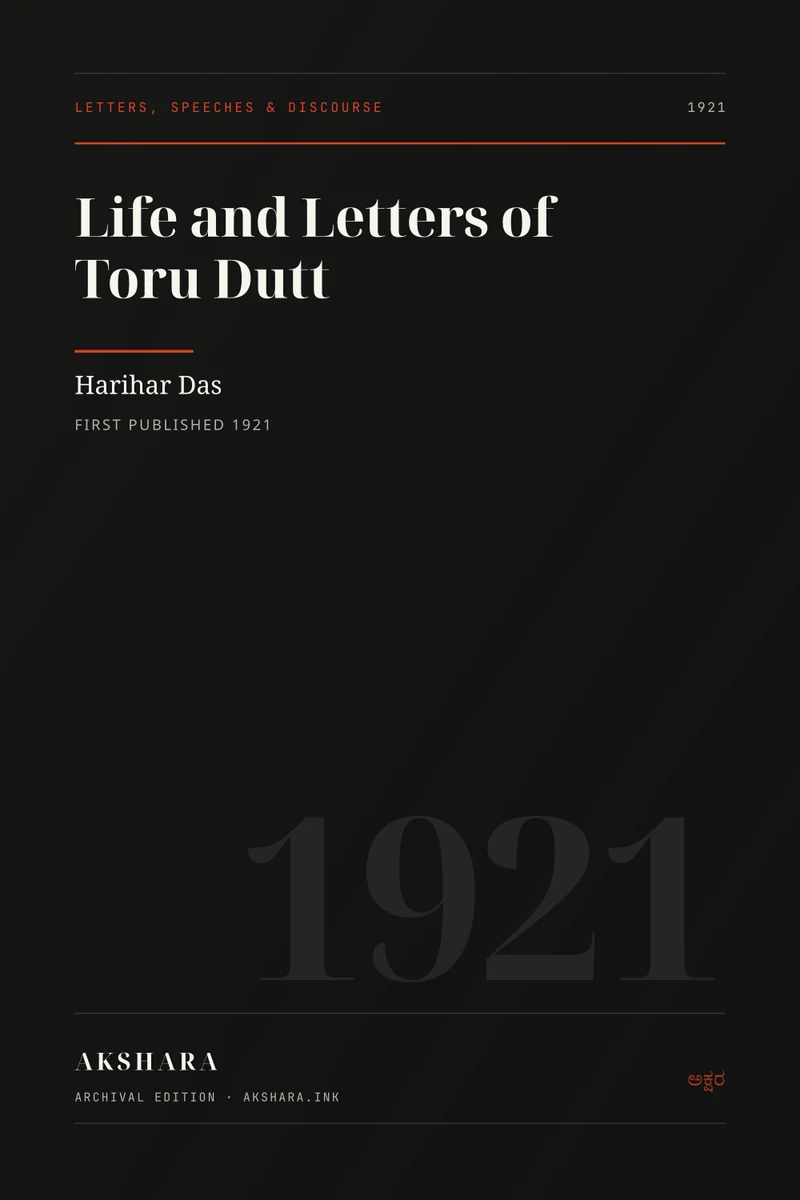 LETTERS, SPEECHES & DISCOURSE 1921
Life and Letters of
Toru Dutt
Harihar Das
FIRST PUBLISHED 1921
1921
AKSHARA
ARCHIVAL EDITION · AKSHARA.INK
ಅಕ್ಷರ